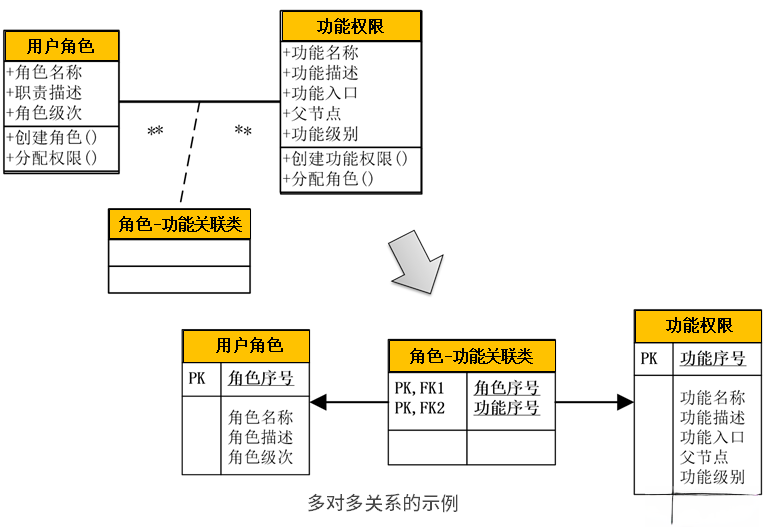 用户角色
+角色名称
+职责描述
+角色级次
+创建角色()
+分配权限()
功能权限
+功能名称
+功能描述
+功能入口
+父节点
+功能级别
+创建功能权限()
+分配角色()
**
**
角色-功能关联类
用户角色
PK 角色序号
角色名称
角色描述
角色级次
角色-功能关联类
PK,FK1 角色序号
PK,FK2 功能序号
功能权限
PK 功能序号
功能名称
功能描述
功能入口
父节点
功能级别
多对多关系的示例